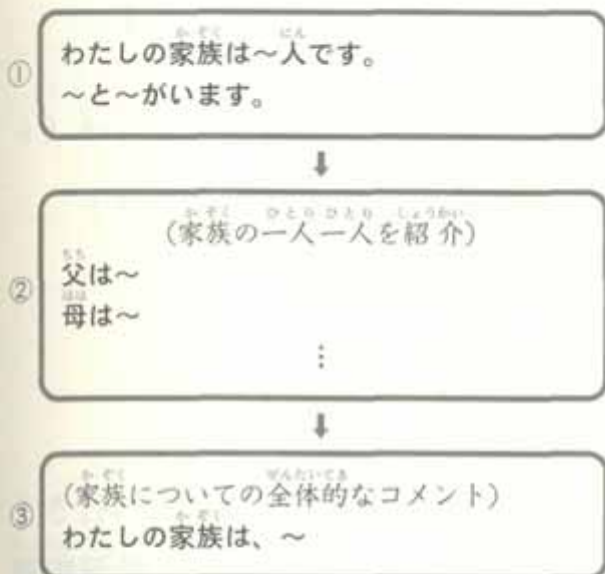 ①
わたしの家族は〜人です。
〜と〜がいます。
⬇
②
(家族の一人一人を紹介)
父は〜
母は〜
⋮
⬇
③
(家族についての全体的なコメント)
わたしの家族は、〜